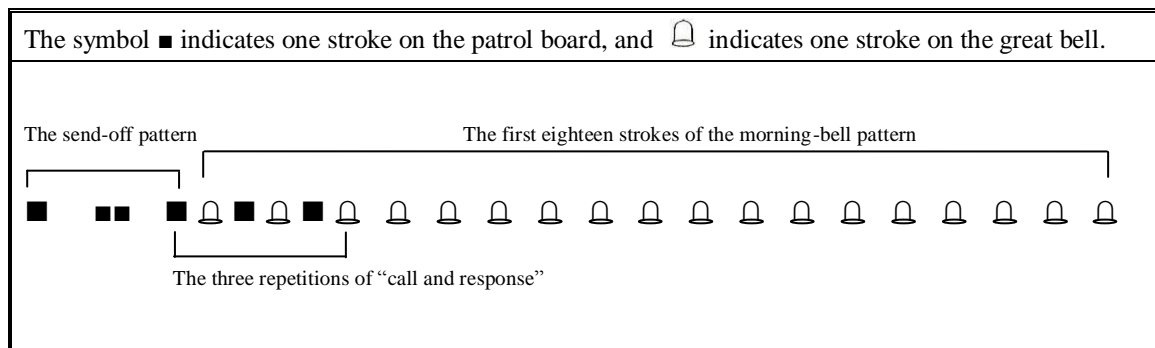 The symbol ■ indicates one stroke on the patrol board, and indicates one stroke on the great bell.
The send-off pattern
The first eighteen strokes of the morning-bell pattern
The three repetitions of “call and response”